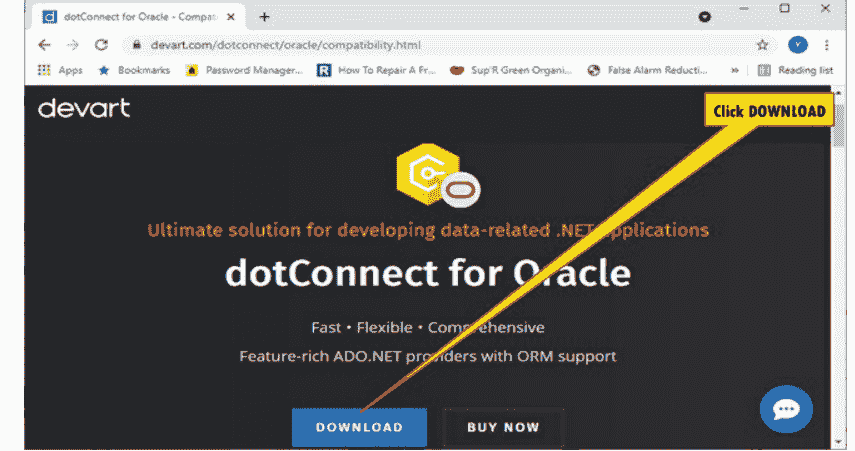 dotConnect for Oracle - Compat
devart.com/dotconnect/oracle/compatibility.html
Y
Apps Bookmarks Password Manager... How To Repair A Fr... Sup'R Green Organi... False Alarm Reducti... » Reading list
devart
Click DOWNLOAD
Ultimate solution for developing data-related .NET applications
dotConnect for Oracle
Fast • Flexible • Comprehensive
Feature-rich ADO.NET providers with ORM support
DOWNLOAD BUY NOW